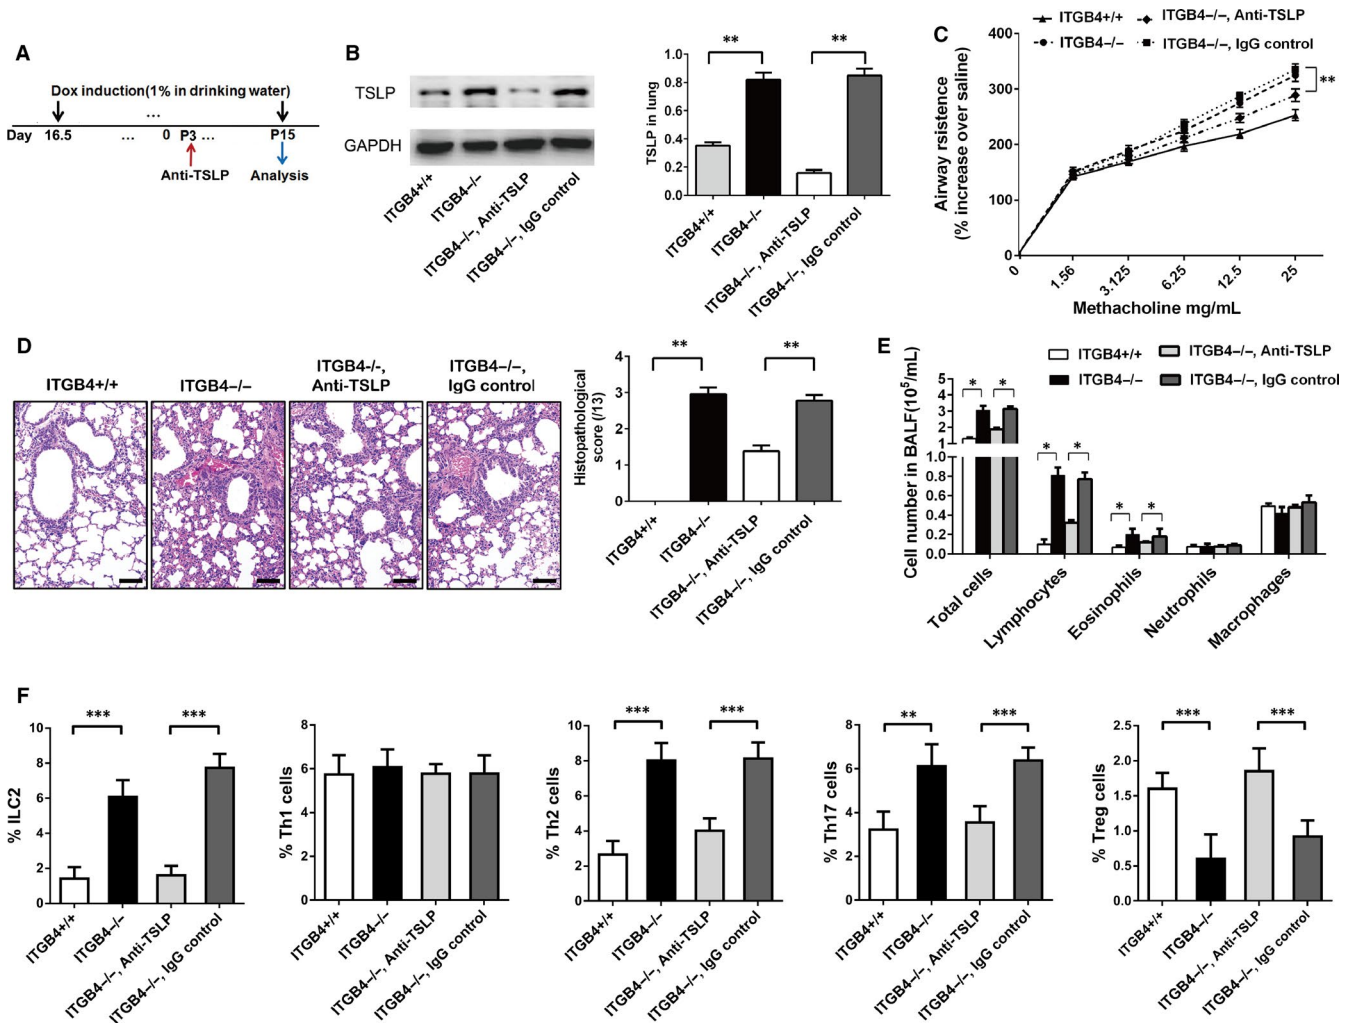 A
Dox induction(1% in drinking water)
...
Day 16.5 ... 0 P3 ... P15
Anti-TSLP Analysis
B
TSLP
GAPDH
ITGB4+/+
ITGB4−/−
ITGB4−/−, Anti-TSLP
ITGB4−/−, IgG control
** **
TSLP in lung
1.0
0.8
0.6
0.4
0.2
0.0
ITGB4+/+
ITGB4−/−
ITGB4−/−, Anti-TSLP
ITGB4−/−, IgG control
C
ITGB4+/+ ITGB4−/−, Anti-TSLP
ITGB4−/− ITGB4−/−, IgG control
Airway rsistence
(% increase over saline)
400
300
200
100
0
**
0 1.56 3.125 6.25 12.5 25
Methacholine mg/mL
D
ITGB4+/+
ITGB4−/−
ITGB4-/-,
Anti-TSLP
ITGB4−/−,
IgG control
** **
Histopathological
score (/13)
4
3
2
1
0
ITGB4+/+
ITGB4−/−
ITGB4−/−, Anti-TSLP
ITGB4−/−, IgG control
E
ITGB4+/+ ITGB4−/−, Anti-TSLP
ITGB4−/− ITGB4−/−, IgG control
Cell number in BALF(10⁵/mL)
5
4
3
2
1
1.0
0.8
0.6
0.4
0.2
0.0
* *
* *
* *
Total cells
Lymphocytes
Eosinophils
Neutrophils
Macrophages
F
% ILC2
10
8
6
4
2
0
*** ***
ITGB4+/+
ITGB4−/−
ITGB4−/−, Anti-TSLP
ITGB4−/−, IgG control
% Th1 cells
8
6
4
2
0
ITGB4+/+
ITGB4−/−
ITGB4−/−, Anti-TSLP
ITGB4−/−, IgG control
% Th2 cells
10
8
6
4
2
0
*** ***
ITGB4+/+
ITGB4−/−
ITGB4−/−, Anti-TSLP
ITGB4−/−, IgG control
% Th17 cells
8
6
4
2
0
** ***
ITGB4+/+
ITGB4−/−
ITGB4−/−, Anti-TSLP
ITGB4−/−, IgG control
% Treg cells
2.5
2.0
1.5
1.0
0.5
0.0
*** ***
ITGB4+/+
ITGB4−/−
ITGB4−/−, Anti-TSLP
ITGB4−/−, IgG control